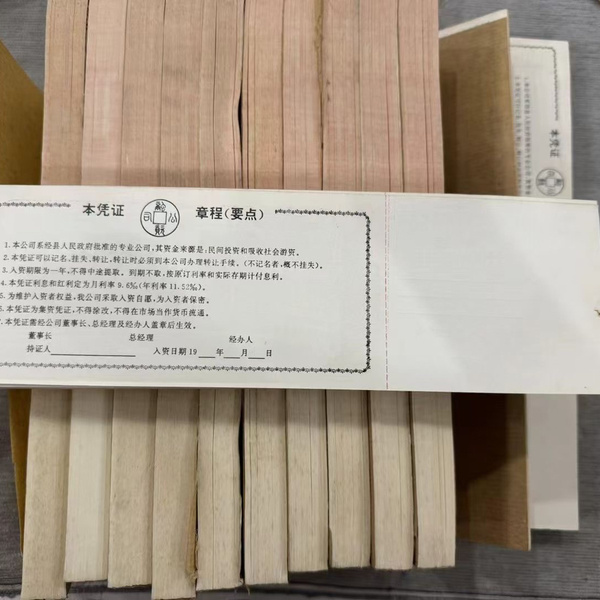 本凭证 章程(要点)
1.本公司系经县人民政府批准的专业公司,其资金来源是:民间投资和吸收社会游资。
2.本凭证可以记名、挂失、转让,转让时必须到本公司办理转让手续。(不记名者,概不挂失)。
3.入资期限为一年,不得中途提取。到期不取,按原订利率和实际存期计付息利。
4.本凭证利息和红利定为月利率9.6‰(年利率11.52%)。
5.为维护入资者权益,我公司采取入资自愿,为入资者保密。
6.本凭证为集资凭证,不得涂改,不得在市场当作货币流通。
7.本凭证需经公司董事长、总经理及经办人盖章后生效。
董事长 总经理 经办人
持证人 入资日期19 年 月 日
本凭证